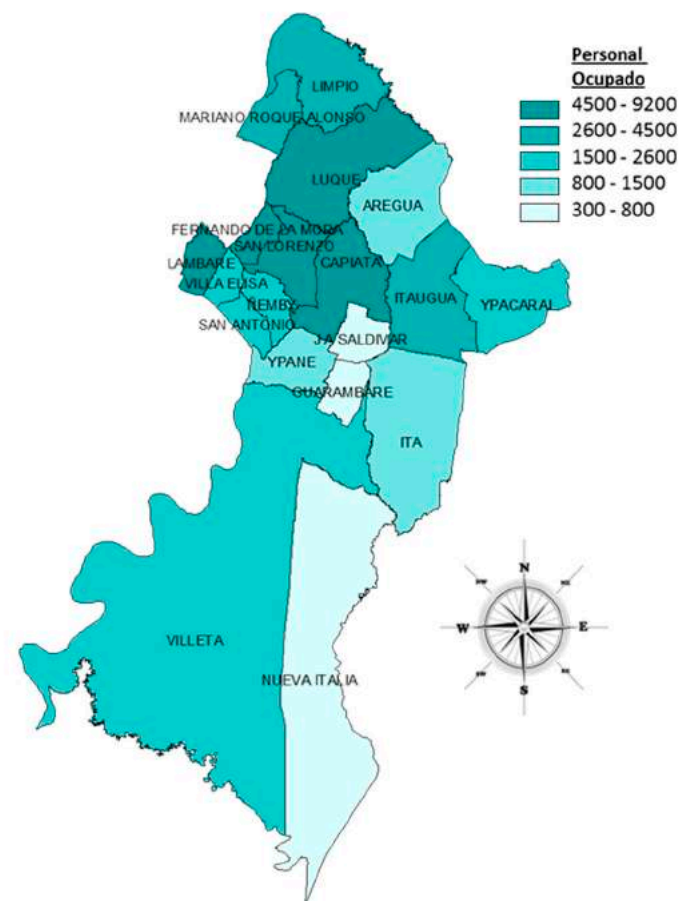 Personal
Ocupado
4500 - 9200
2600 - 4500
1500 - 2600
800 - 1500
300 - 800
LIMPIO
MARIANO ROQUE ALONSO
LUQUE
AREGUA
FERNANDO DE LA MORA
SAN LORENZO
LAMBARE
CAPIATA
VILLA ELISA
ITAUGUA
YPACARAI
ÑEMBY
SAN ANTONIO
J A SALDIVAR
YPANE
GUARAMBARE
ITA
N
W
E
S
VILLETA
NUEVA ITALIA